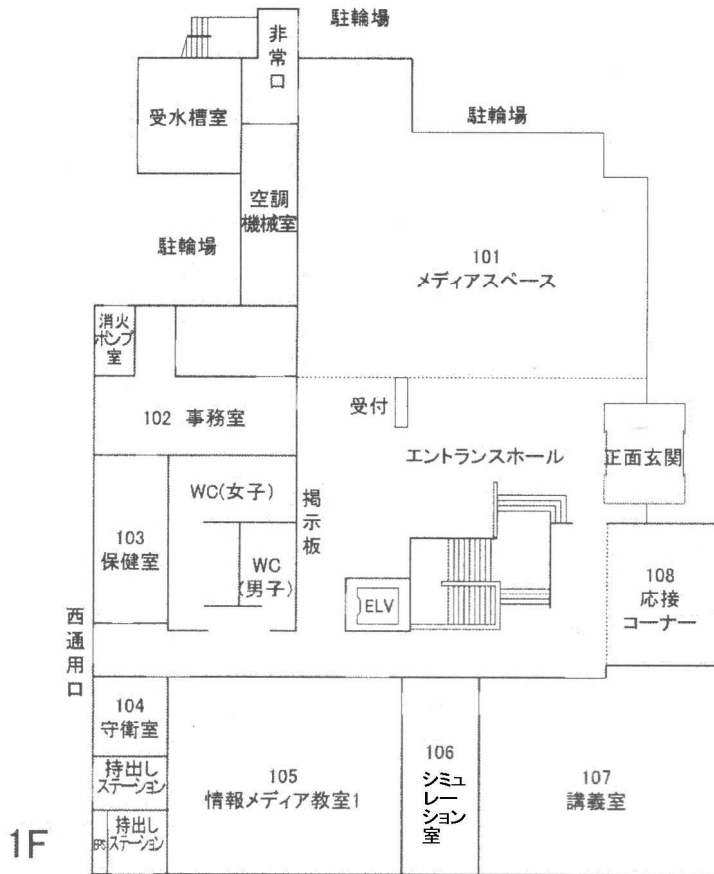 駐輪場
非常口
受水槽室
駐輪場
空調
機械室
駐輪場
101
メディアスペース
消火
ポンプ
室
受付
102 事務室
エントランスホール
正面玄関
WC(女子)
掲示板
103
保健室
WC
(男子)
ELV
108
応接
コーナー
西通用口
104
守衛室
持出し
ステーション
105
情報メディア教室1
106
シミュ
レー
ション
室
107
講義室
EPS
持出し
ステーション
1F